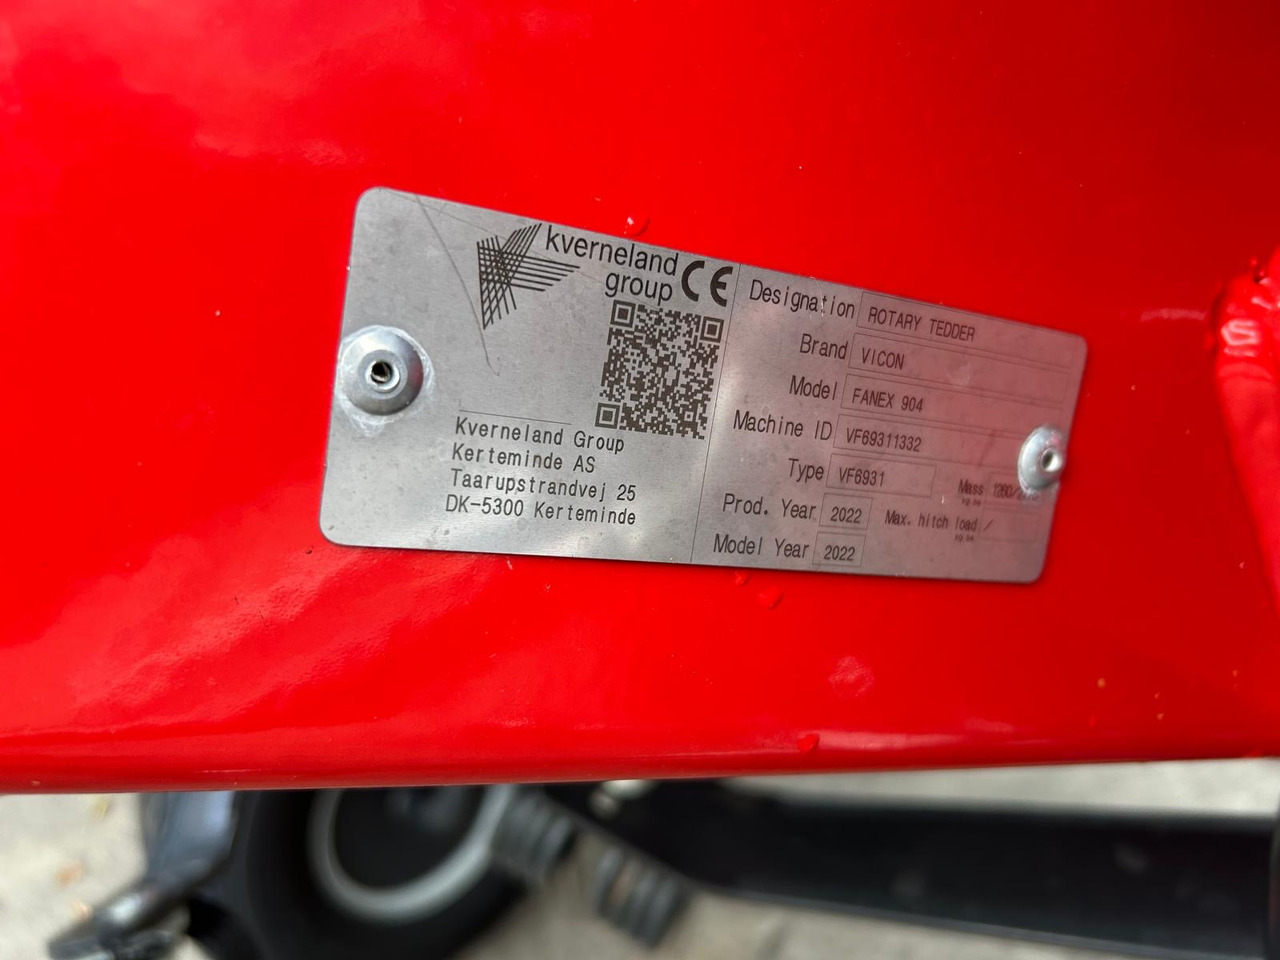 kverneland
group CE
Kverneland Group
Kerteminde AS
Taarupstrandvej 25
DK-5300 Kerteminde
Designation ROTARY TEDDER
Brand VICON
Model FANEX 904
Machine ID VF69311332
Type VF6931 Mass
Prod. Year 2022 Max. hitch load /
Model Year 2022